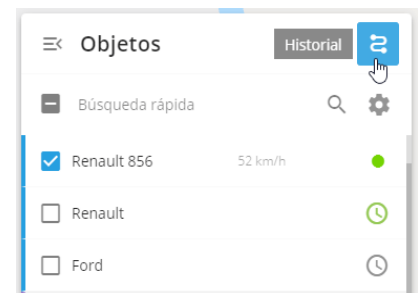 Objetos
Historial
Búsqueda rápida
Renault 856 52 km/h
Renault
Ford